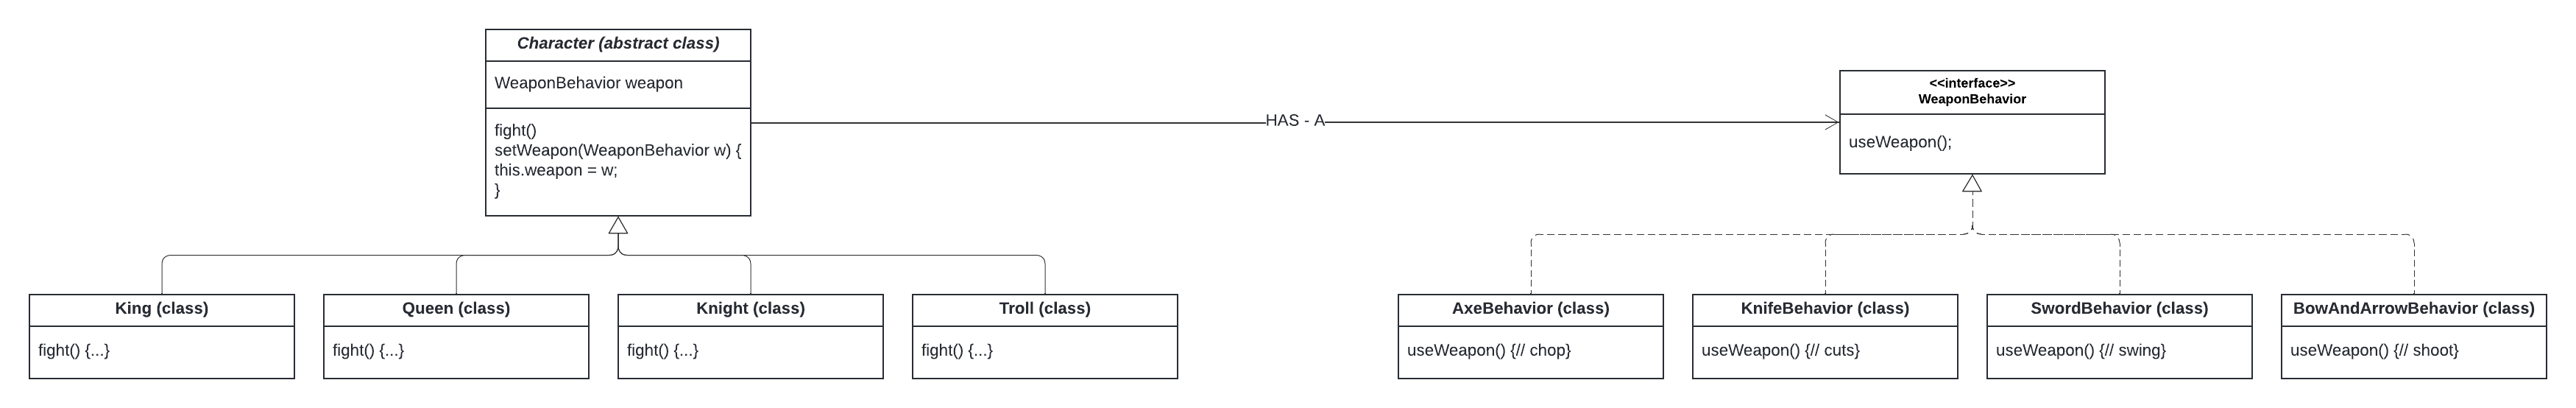 Character (abstract class)
WeaponBehavior weapon
fight()
setWeapon(WeaponBehavior w) {
this.weapon = w;
}
HAS - A
<<interface>>
WeaponBehavior
useWeapon();
King (class)
fight() {...}
Queen (class)
fight() {...}
Knight (class)
fight() {...}
Troll (class)
fight() {...}
AxeBehavior (class)
useWeapon() {// chop}
KnifeBehavior (class)
useWeapon() {// cuts}
SwordBehavior (class)
useWeapon() {// swing}
BowAndArrowBehavior (class)
useWeapon() {// shoot}